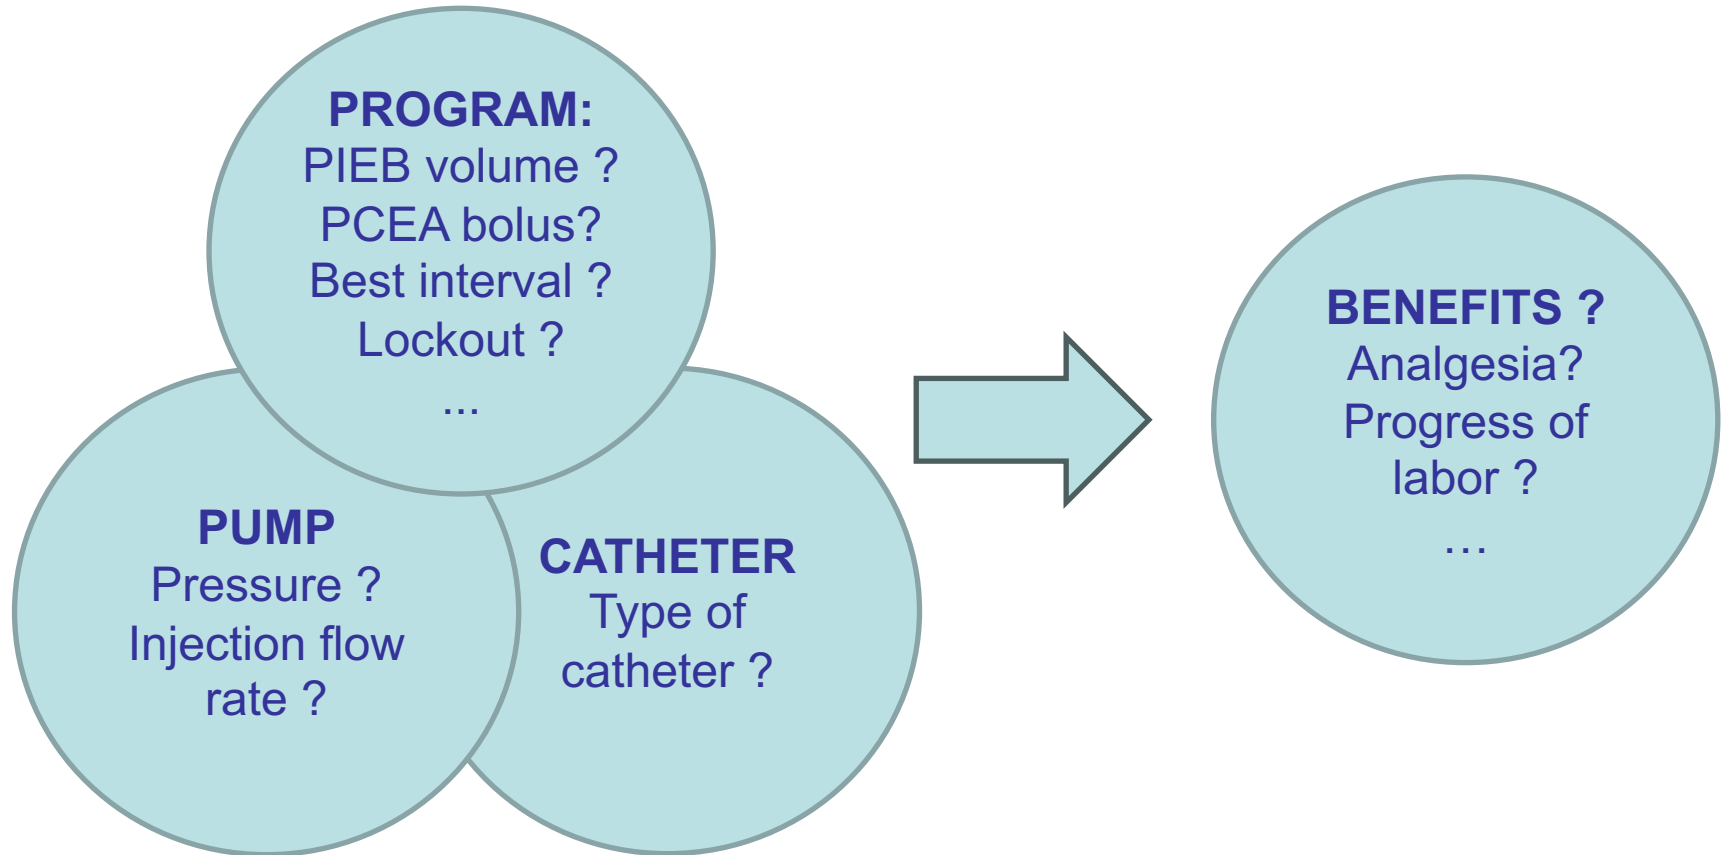 PROGRAM:
PIEB volume ?
PCEA bolus?
Best interval ?
Lockout ?
...
PUMP
Pressure ?
Injection flow
rate ?
CATHETER
Type of
catheter ?
BENEFITS ?
Analgesia?
Progress of
labor ?
...